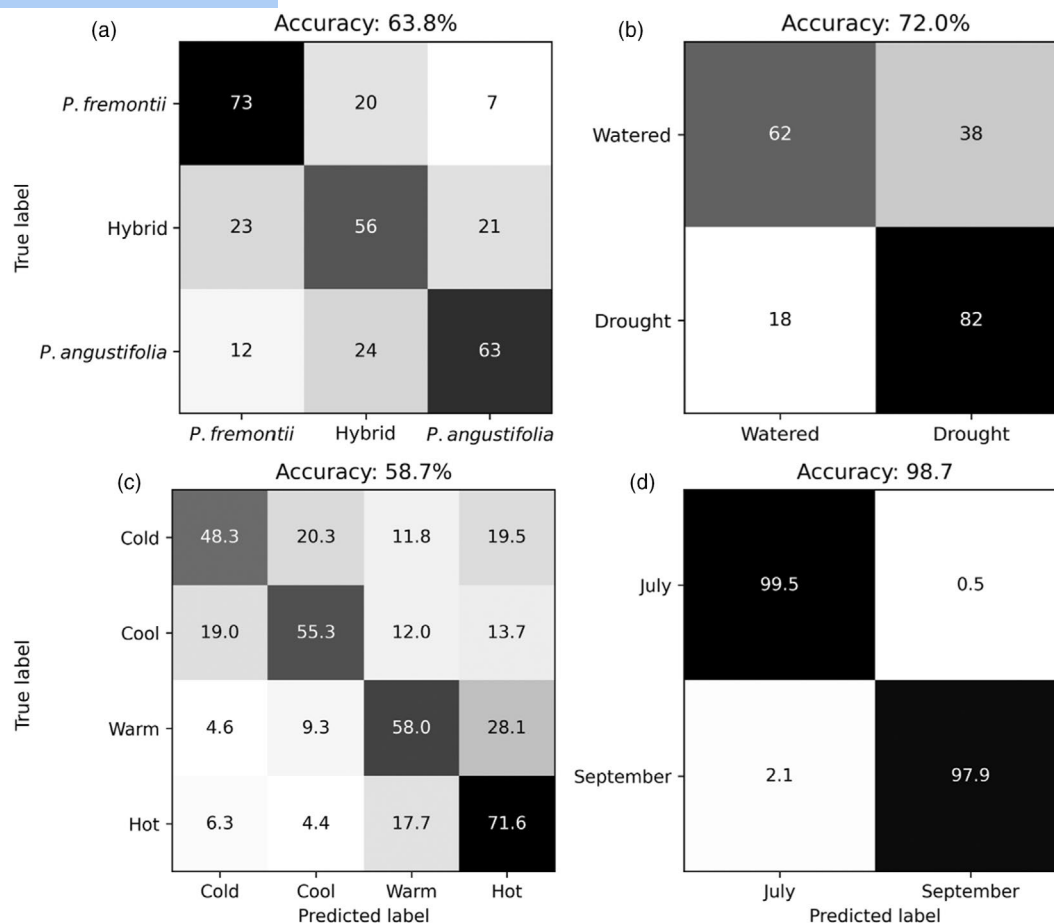 (a)
Accuracy: 63.8%
True label
P. fremontii
73 20 7
Hybrid
23 56 21
P. angustifolia
12 24 63
P. fremontii Hybrid P. angustifolia
(b)
Accuracy: 72.0%
Watered
62 38
Drought
18 82
Watered Drought
(c)
Accuracy: 58.7%
True label
Cold
48.3 20.3 11.8 19.5
Cool
19.0 55.3 12.0 13.7
Warm
4.6 9.3 58.0 28.1
Hot
6.3 4.4 17.7 71.6
Cold Cool Warm Hot
Predicted label
(d)
Accuracy: 98.7
July
99.5 0.5
September
2.1 97.9
July September
Predicted label